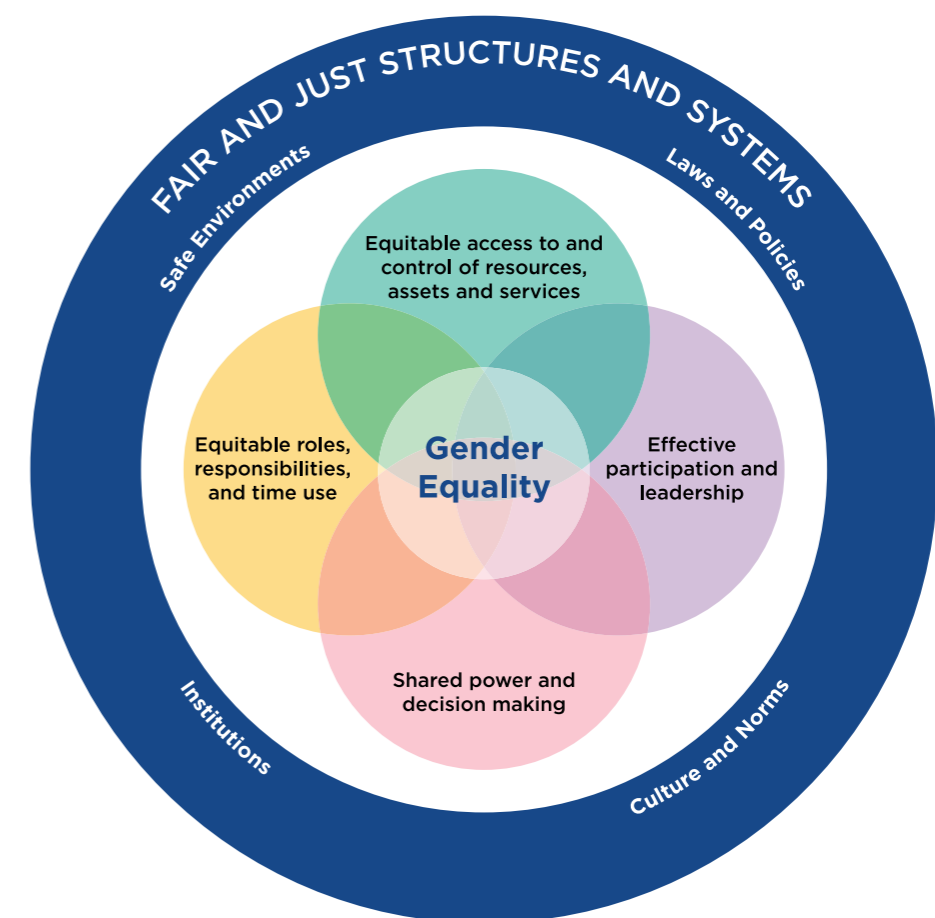 FAIR AND JUST STRUCTURES AND SYSTEMS
Safe Environments
Laws and Policies
Equitable access to and
control of resources,
assets and services
Equitable roles,
responsibilities,
and time use
Gender
Equality
Effective
participation and
leadership
Shared power and
decision making
Institutions
Culture and Norms